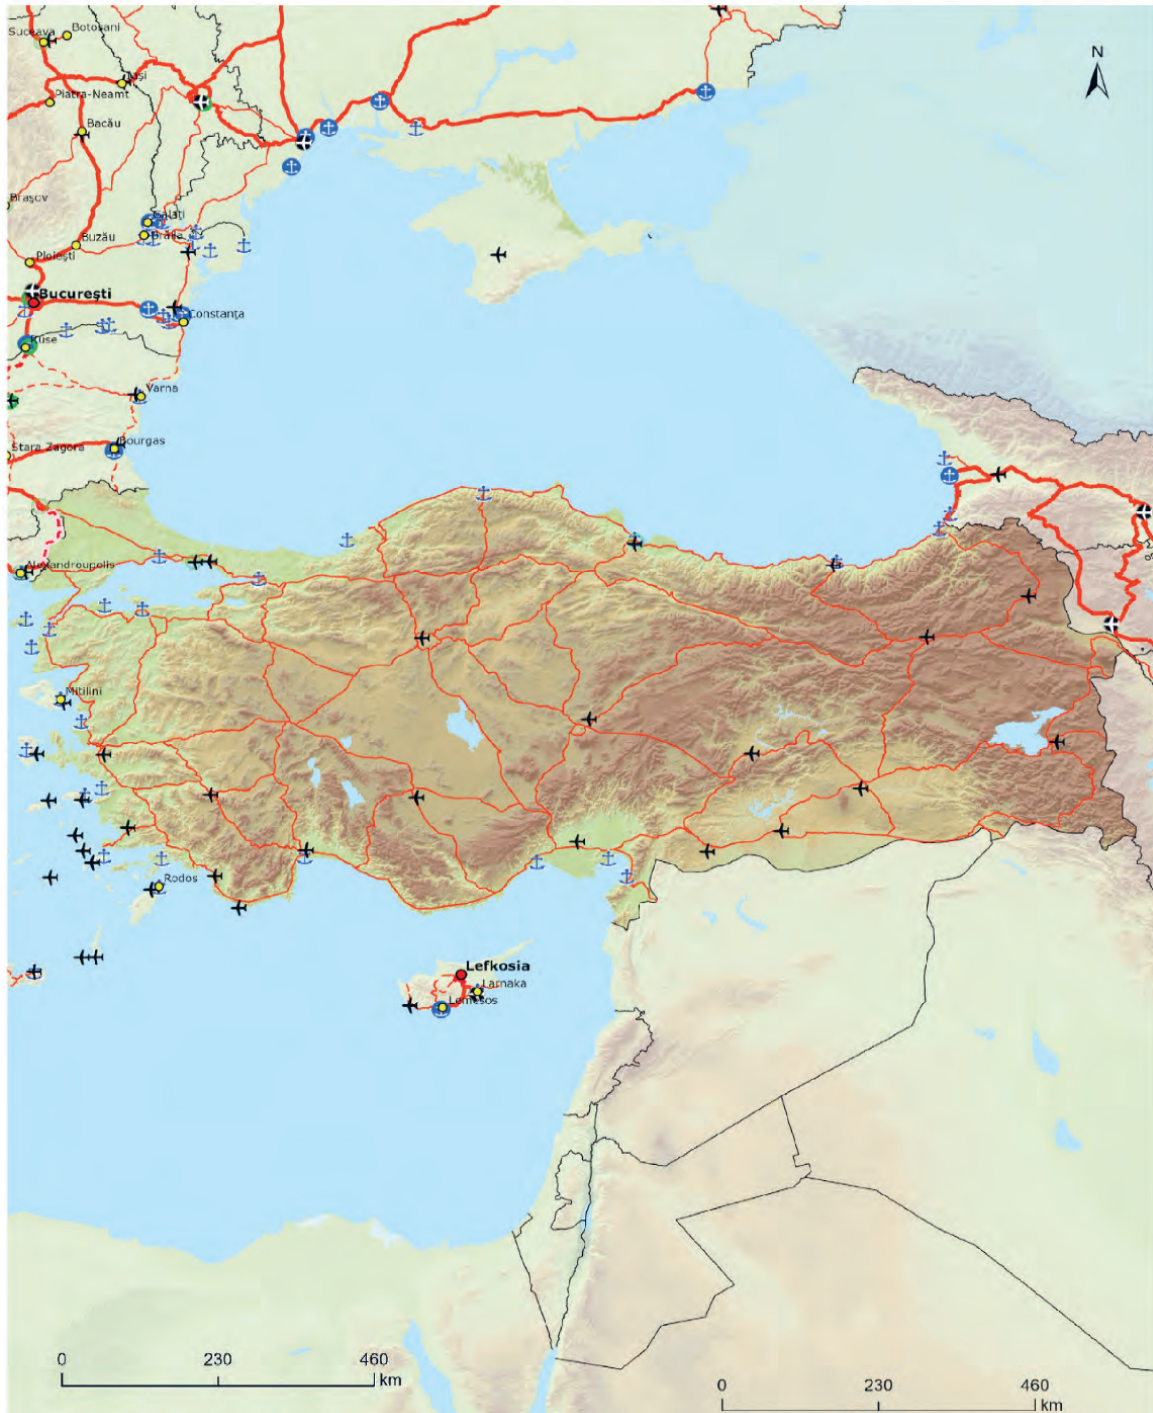 Suceava
Botoșani
N
Iași
Piatra-Neamt
Bacău
Brașov
Galați
Brăila
Buzău
Ploiești
București
Constanța
Ruse
Varna
Bourgas
Stara Zagora
Alexandroupolis
Mitilini
Rodos
Lefkosia
Larnaka
Lemesos
0 230 460
km
0 230 460
km